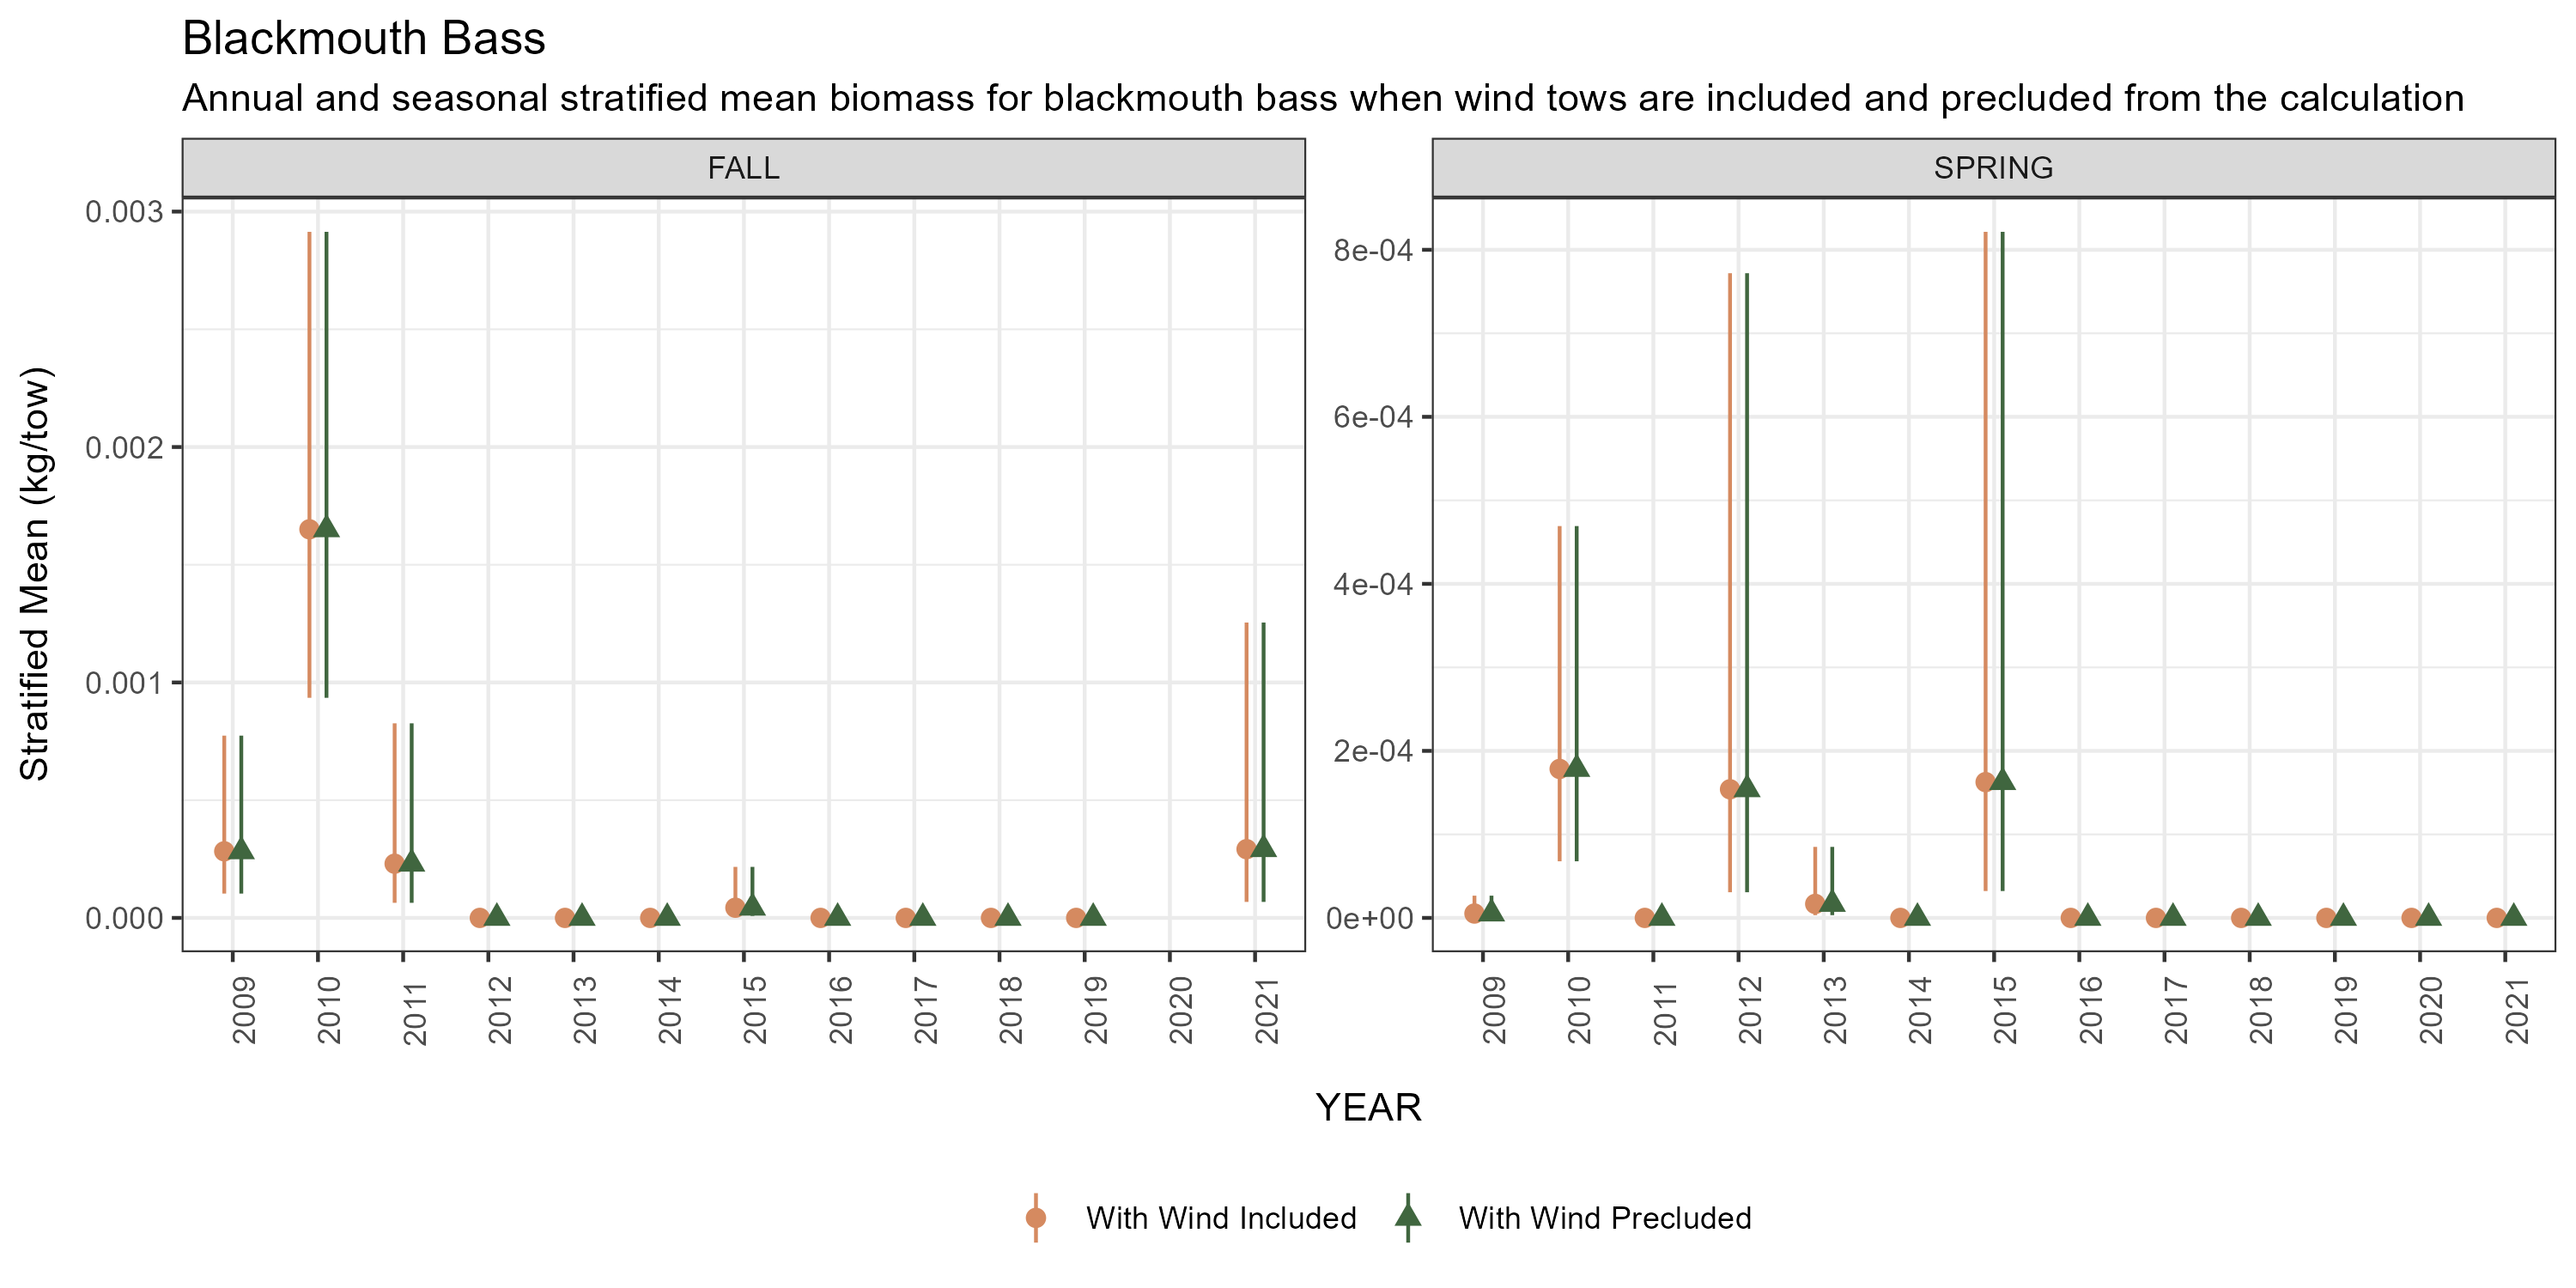 Blackmouth Bass
Annual and seasonal stratified mean biomass for blackmouth bass when wind tows are included and precluded from the calculation
FALL
SPRING
Stratified Mean (kg/tow)
0.003
0.002
0.001
0.000
8e-04
6e-04
4e-04
2e-04
0e+00
2009 2010 2011 2012 2013 2014 2015 2016 2017 2018 2019 2020 2021
2009 2010 2011 2012 2013 2014 2015 2016 2017 2018 2019 2020 2021
YEAR
With Wind Included With Wind Precluded